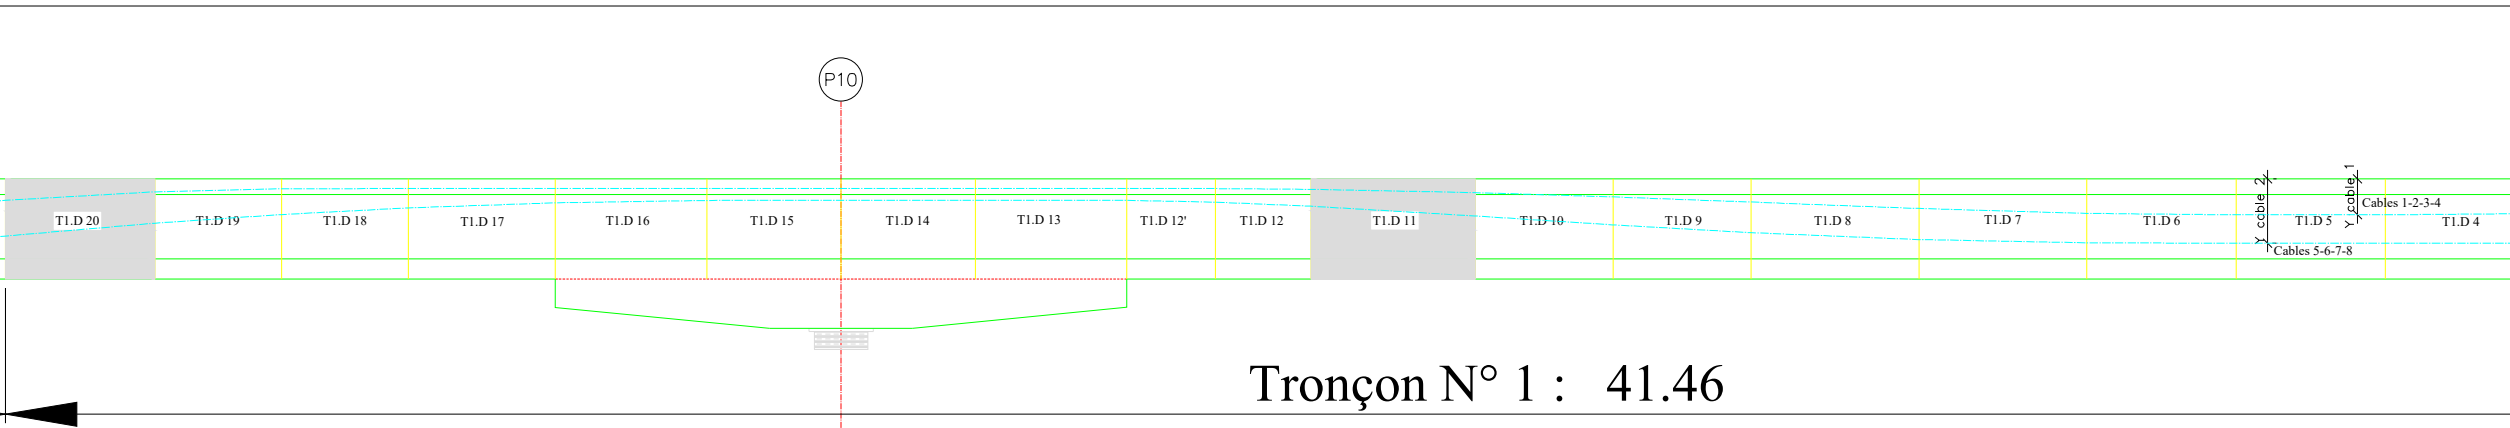 P10
Y cable 2
Y cable 1
Cables 1-2-3-4
T1.D 20
T1.D 19
T1.D 18
T1.D 17
T1.D 16
T1.D 15
T1.D 14
T1.D 13
T1.D 12'
T1.D 12
T1.D 11
T1.D 10
T1.D 9
T1.D 8
T1.D 7
T1.D 6
T1.D 5
T1.D 4
Cables 5-6-7-8
Tronçon N° 1 : 41.46